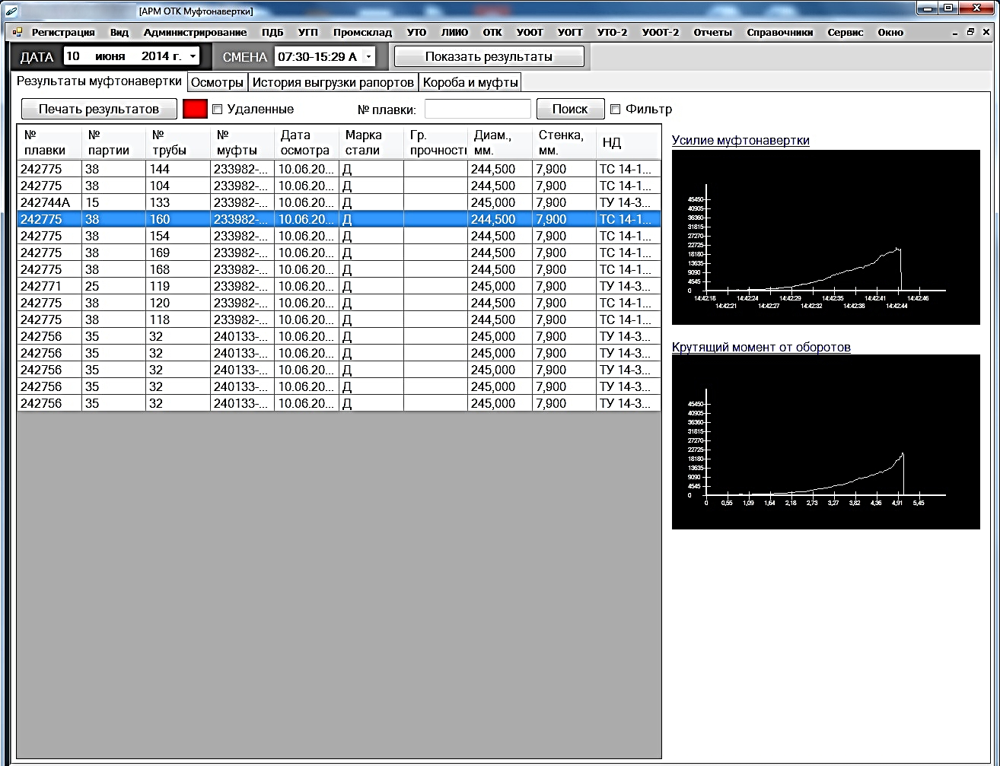 [АРМ ОТК Муфтонавертки]
Регистрация Вид Администрирование ПДБ УГП Промсклад УТО ЛИИО ОТК УООТ УОГТ УТО-2 УООТ-2 Отчеты Справочники Сервис Окно
ДАТА 10 июня 2014 г. СМЕНА 07:30-15:29 А Показать результаты
Результаты муфтонавертки Осмотры История выгрузки рапортов Короба и муфты
Печать результатов Удаленные № плавки: Поиск Фильтр
№ плавки № партии № трубы № муфты Дата осмотра Марка стали Гр. прочности Диам., мм. Стенка, мм. НД
242775 38 144 233982-... 10.06.20... Д 244,500 7,900 ТС 14-1...
242775 38 104 233982-... 10.06.20... Д 244,500 7,900 ТС 14-1...
242744А 15 133 233982-... 10.06.20... Д 245,000 7,900 ТУ 14-3...
242775 38 160 233982-... 10.06.20... Д 244,500 7,900 ТС 14-1...
242775 38 154 233982-... 10.06.20... Д 244,500 7,900 ТС 14-1...
242775 38 169 233982-... 10.06.20... Д 244,500 7,900 ТС 14-1...
242775 38 168 233982-... 10.06.20... Д 244,500 7,900 ТС 14-1...
242771 25 119 233982-... 10.06.20... Д 245,000 7,900 ТУ 14-3...
242775 38 120 233982-... 10.06.20... Д 244,500 7,900 ТС 14-1...
242775 38 118 233982-... 10.06.20... Д 244,500 7,900 ТС 14-1...
242756 35 32 240133-... 10.06.20... Д 245,000 7,900 ТУ 14-3...
242756 35 32 240133-... 10.06.20... Д 245,000 7,900 ТУ 14-3...
242756 35 32 240133-... 10.06.20... Д 245,000 7,900 ТУ 14-3...
242756 35 32 240133-... 10.06.20... Д 245,000 7,900 ТУ 14-3...
242756 35 32 240133-... 10.06.20... Д 245,000 7,900 ТУ 14-3...
Усилие муфтонавертки
45450
40905
36360
31815
27270
22725
18180
13635
9090
4545
0
14:42:18 14:42:24 14:42:29 14:42:35 14:42:41 14:42:46
14:42:21 14:42:27 14:42:32 14:42:38 14:42:44
Крутящий момент от оборотов
45450
40905
36360
31815
27270
22725
18180
13635
9090
4545
0
0 0,55 1,09 1,64 2,18 2,73 3,27 3,82 4,36 4,91 5,45